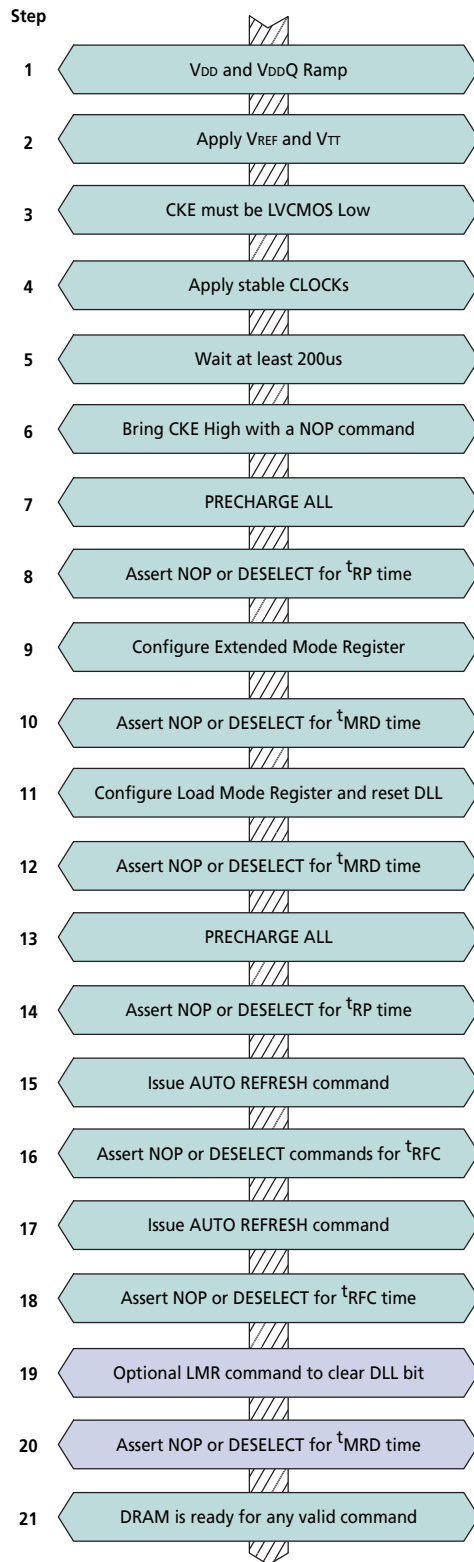 Step
1 VDD and VDDQ Ramp
2 Apply VREF and VTT
3 CKE must be LVCMOS Low
4 Apply stable CLOCKs
5 Wait at least 200us
6 Bring CKE High with a NOP command
7 PRECHARGE ALL
8 Assert NOP or DESELECT for tRP time
9 Configure Extended Mode Register
10 Assert NOP or DESELECT for tMRD time
11 Configure Load Mode Register and reset DLL
12 Assert NOP or DESELECT for tMRD time
13 PRECHARGE ALL
14 Assert NOP or DESELECT for tRP time
15 Issue AUTO REFRESH command
16 Assert NOP or DESELECT commands for tRFC
17 Issue AUTO REFRESH command
18 Assert NOP or DESELECT for tRFC time
19 Optional LMR command to clear DLL bit
20 Assert NOP or DESELECT for tMRD time
21 DRAM is ready for any valid command